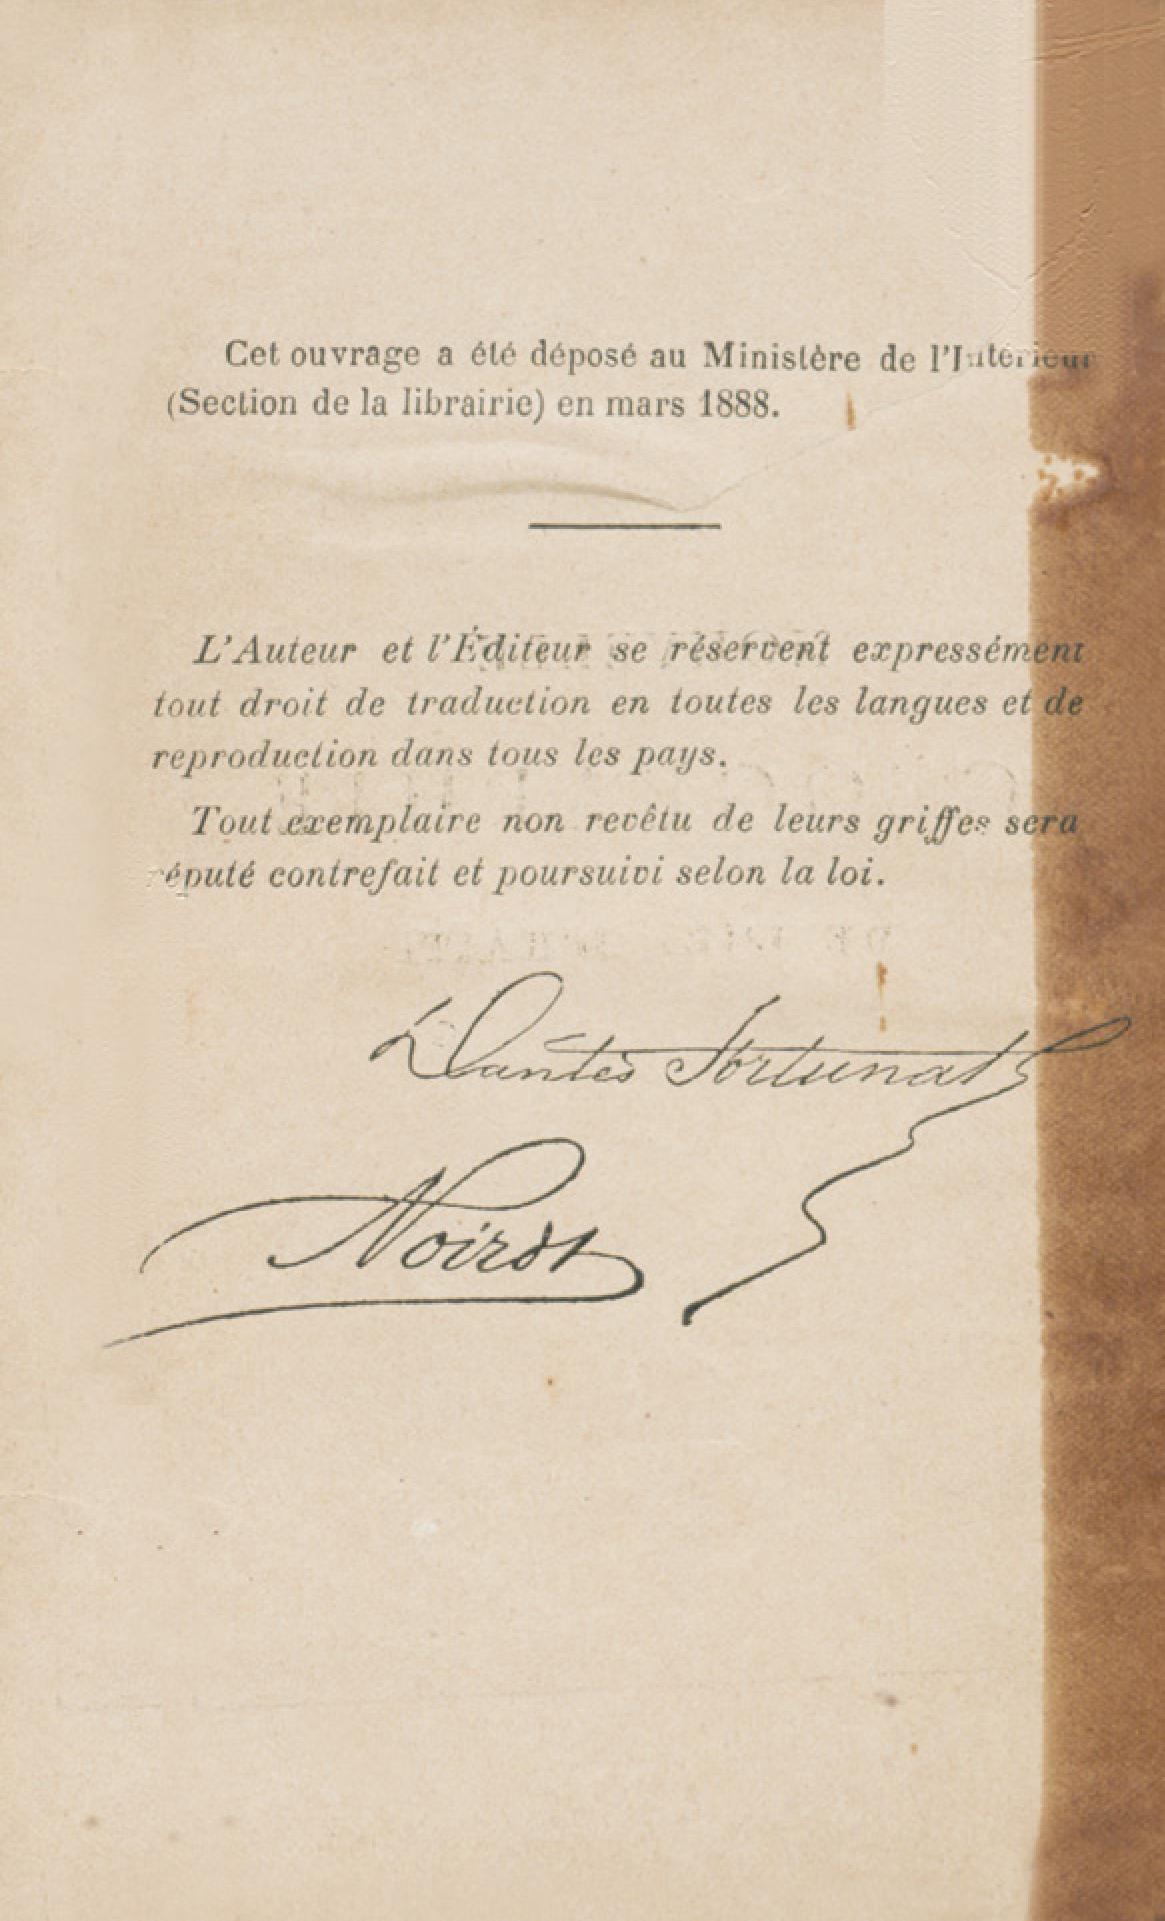 Cet ouvrage a été déposé au Ministère de l'Intérieur
(Section de la librairie) en mars 1888.
L'Auteur et l'Éditeur se réservent expressément
tout droit de traduction en toutes les langues et de
reproduction dans tous les pays.
Tout exemplaire non revêtu de leurs griffes sera
réputé contrefait et poursuivi selon la loi.
Dantès Fortunat
Noirot